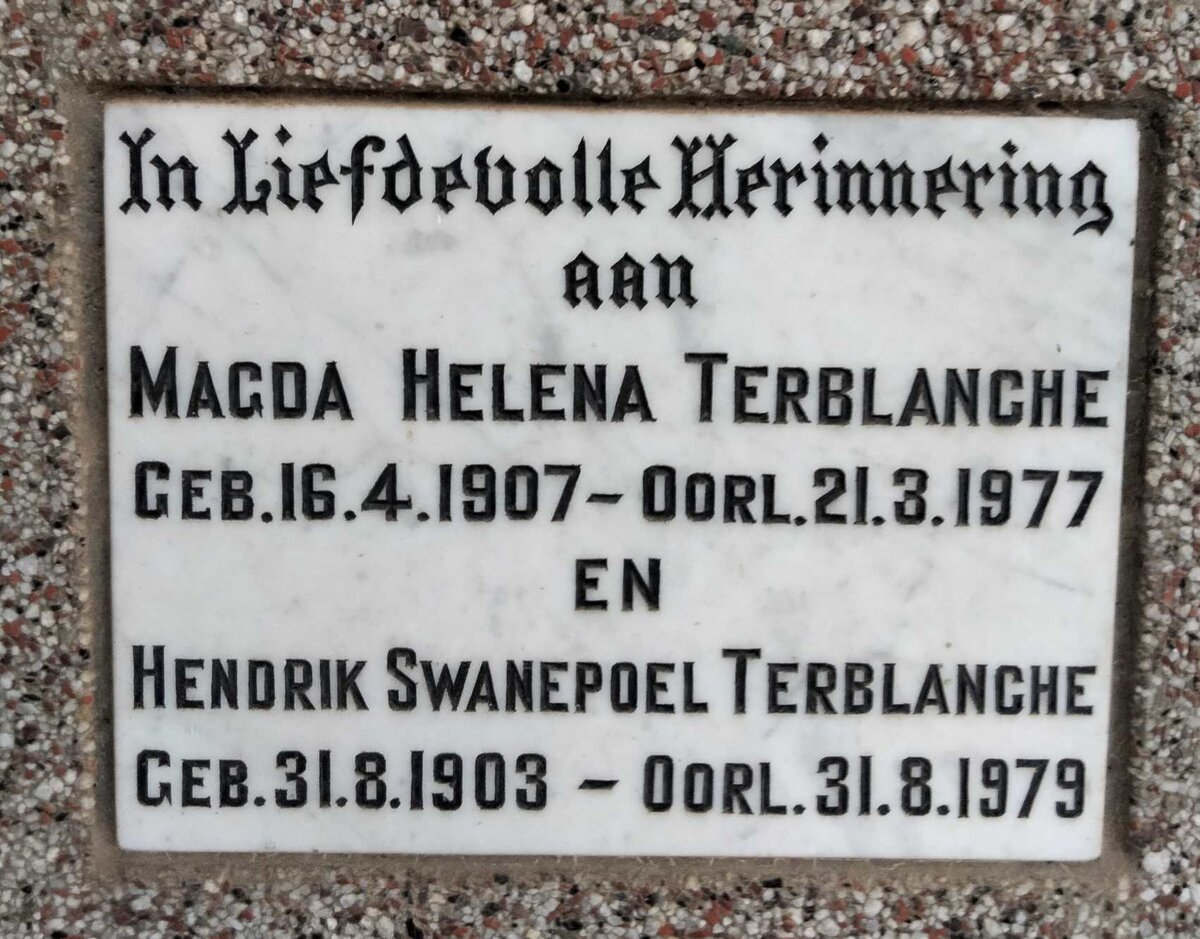 In Liefdevolle Herinnering
aan
MAGDA HELENA TERBLANCHE
GEB.16.4.1907 - OORL.21.3.1977
EN
HENDRIK SWANEPOEL TERBLANCHE
GEB.31.8.1903 - OORL.31.8.1979